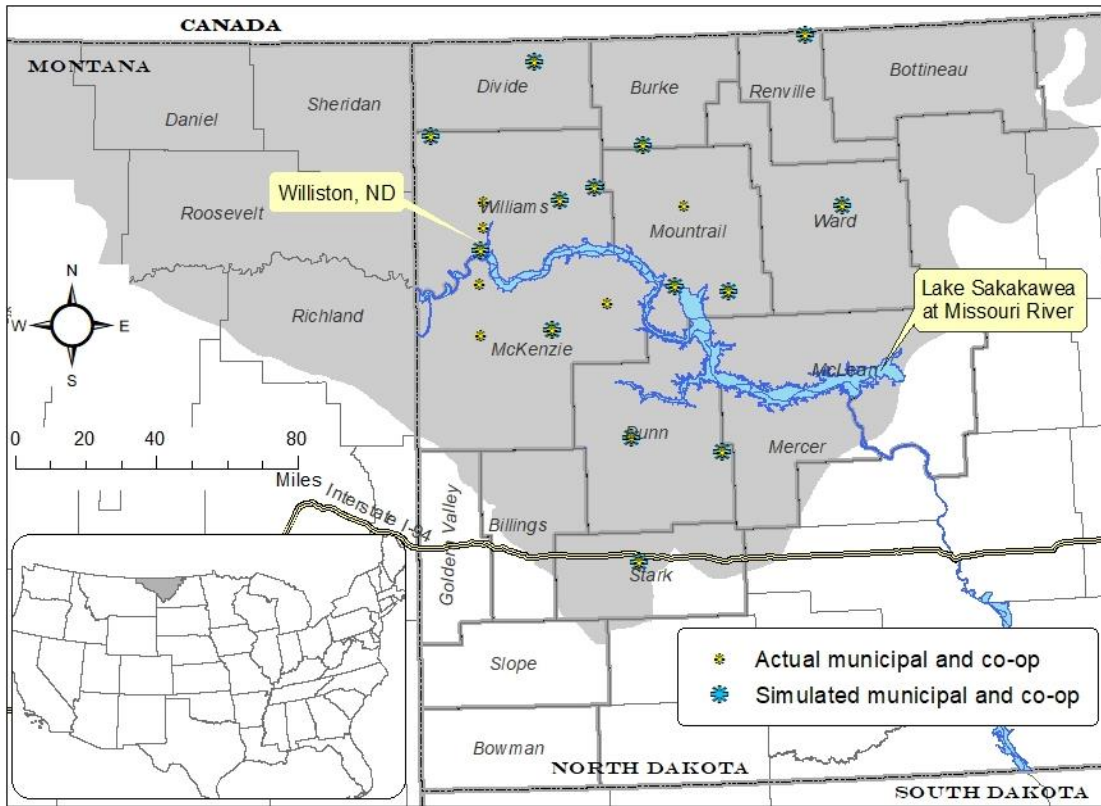 CANADA
MONTANA
Daniel
Sheridan
Divide
Burke
Renville
Bottineau
Williston, ND
Roosevelt
Williams
Mountrail
Ward
Richland
McKenzie
Lake Sakakawea
at Missouri River
McLean
N
W
E
S
0 20 40 80
Miles
Dunn
Mercer
Interstate I-94
Golden Valley
Billings
Stark
Slope
Bowman
Actual municipal and co-op
Simulated municipal and co-op
NORTH DAKOTA
SOUTH DAKOTA